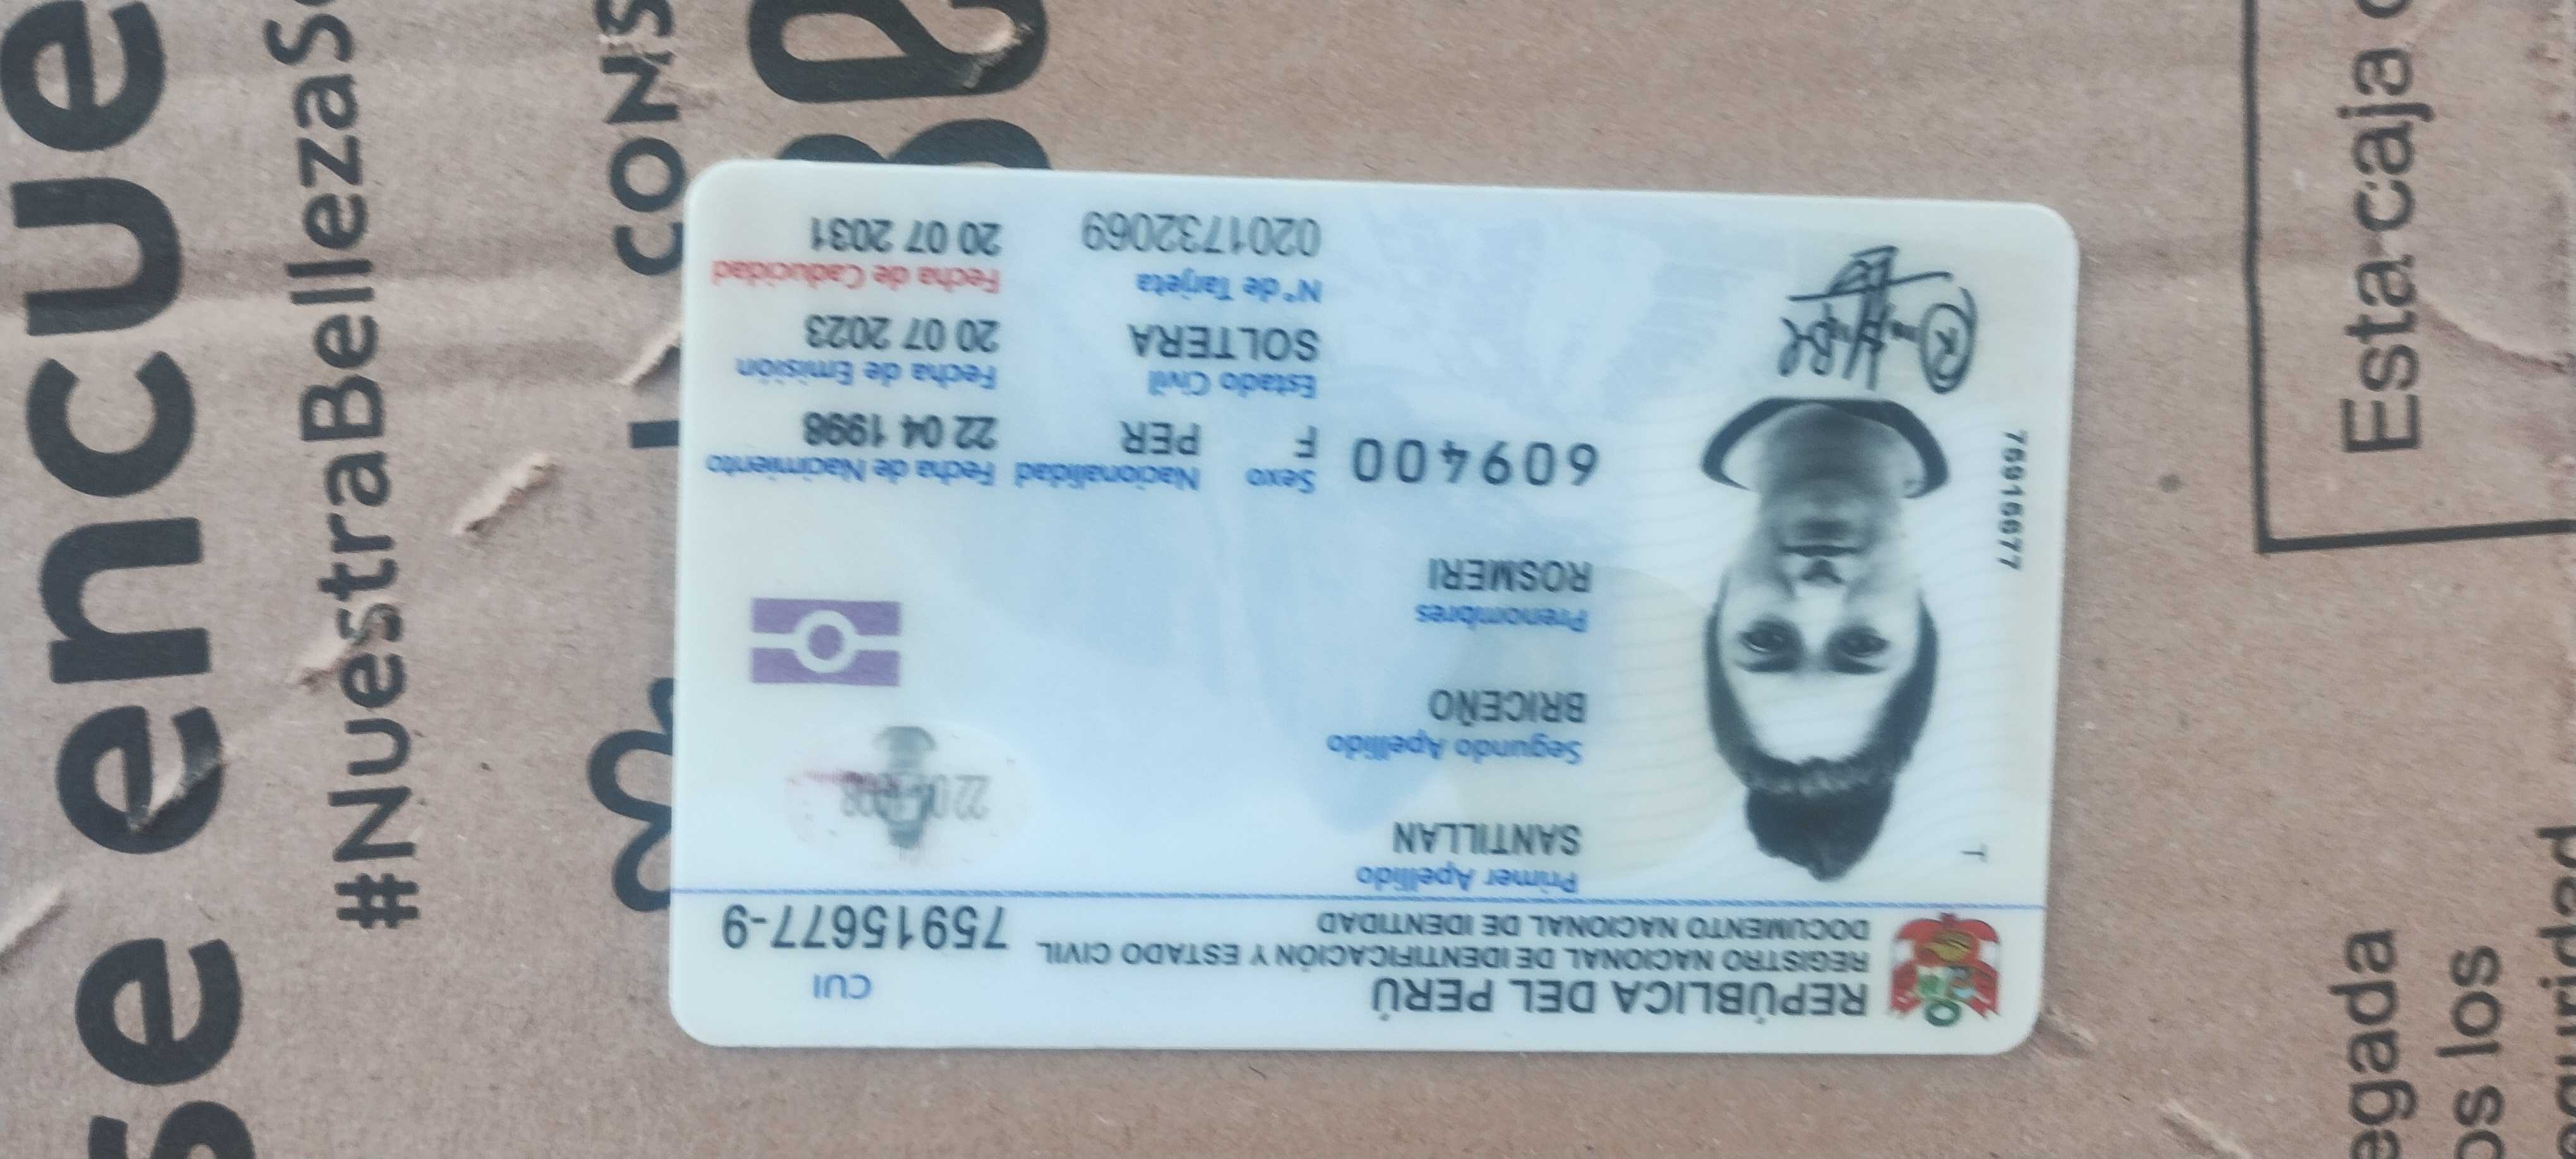 REPÚBLICA DEL PERÚ
REGISTRO NACIONAL DE IDENTIFICACIÓN Y ESTADO CIVIL
DOCUMENTO NACIONAL DE IDENTIDAD
CUI
75915677-9
Primer Apellido
SANTILLAN
Segundo Apellido
BRICEÑO
Prenombres
ROSMERI
609400
Sexo Nacionalidad Fecha de Nacimiento
F PER 22 04 1998
Estado Civil Fecha de Emisión
SOLTERA 20 07 2023
N° de Tarjeta Fecha de Caducidad
0201732069 20 07 2031
T
75915677
se encue
#NuestraBelleza
CONS
Esta caja
egada
os los